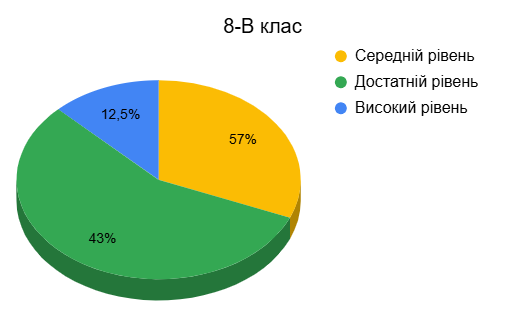 8-В клас
Середній рівень
Достатній рівень
Високий рівень
12,5%
57%
43%